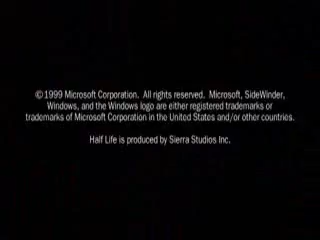 ©1999 Microsoft Corporation. All rights reserved. Microsoft, SideWinder,
Windows, and the Windows logo are either registered trademarks or
trademarks of Microsoft Corporation in the United States and/or other countries.
Half Life is produced by Sierra Studios Inc.